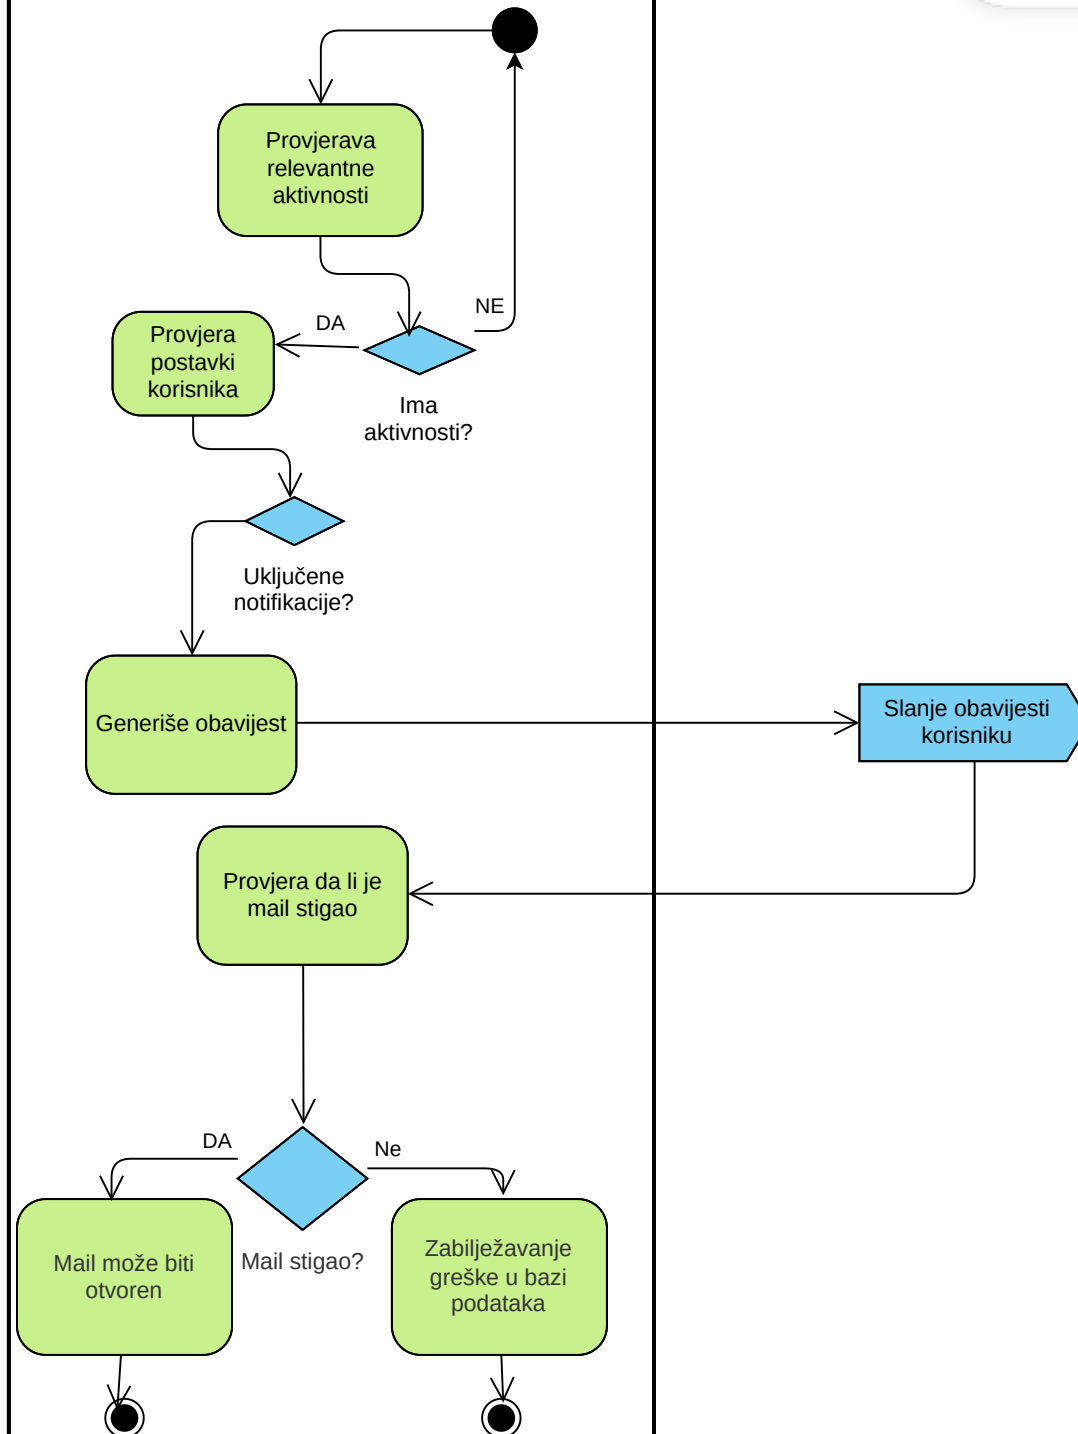 Provjerava
relevantne
aktivnosti
NE
DA
Provjera
postavki
korisnika
Ima
aktivnosti?
Uključene
notifikacije?
Generiše obavijest
Slanje obavijesti
korisniku
Provjera da li je
mail stigao
DA
Ne
Mail može biti
otvoren
Mail stigao?
Zabilježavanje
greške u bazi
podataka